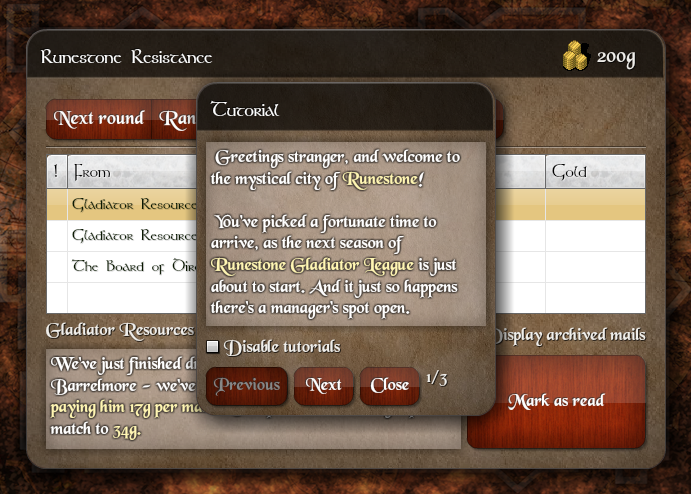 Runestone Resistance
200g
Next round
Tutorial
Greetings stranger, and welcome to
the mystical city of Runestone!
You've picked a fortunate time to
arrive, as the next season of
Runestone Gladiator League is just
about to start. And it just so happens
there's a manager's spot open.
Disable tutorials
Previous
Next
Close
1/3
! From
Gold
Gladiator
Gladiator
The Board of
Gladiator Resources
Display archived mails
We've just finished
Barrelmore - we've
paying him 17g per
match to 34g.
Mark as read